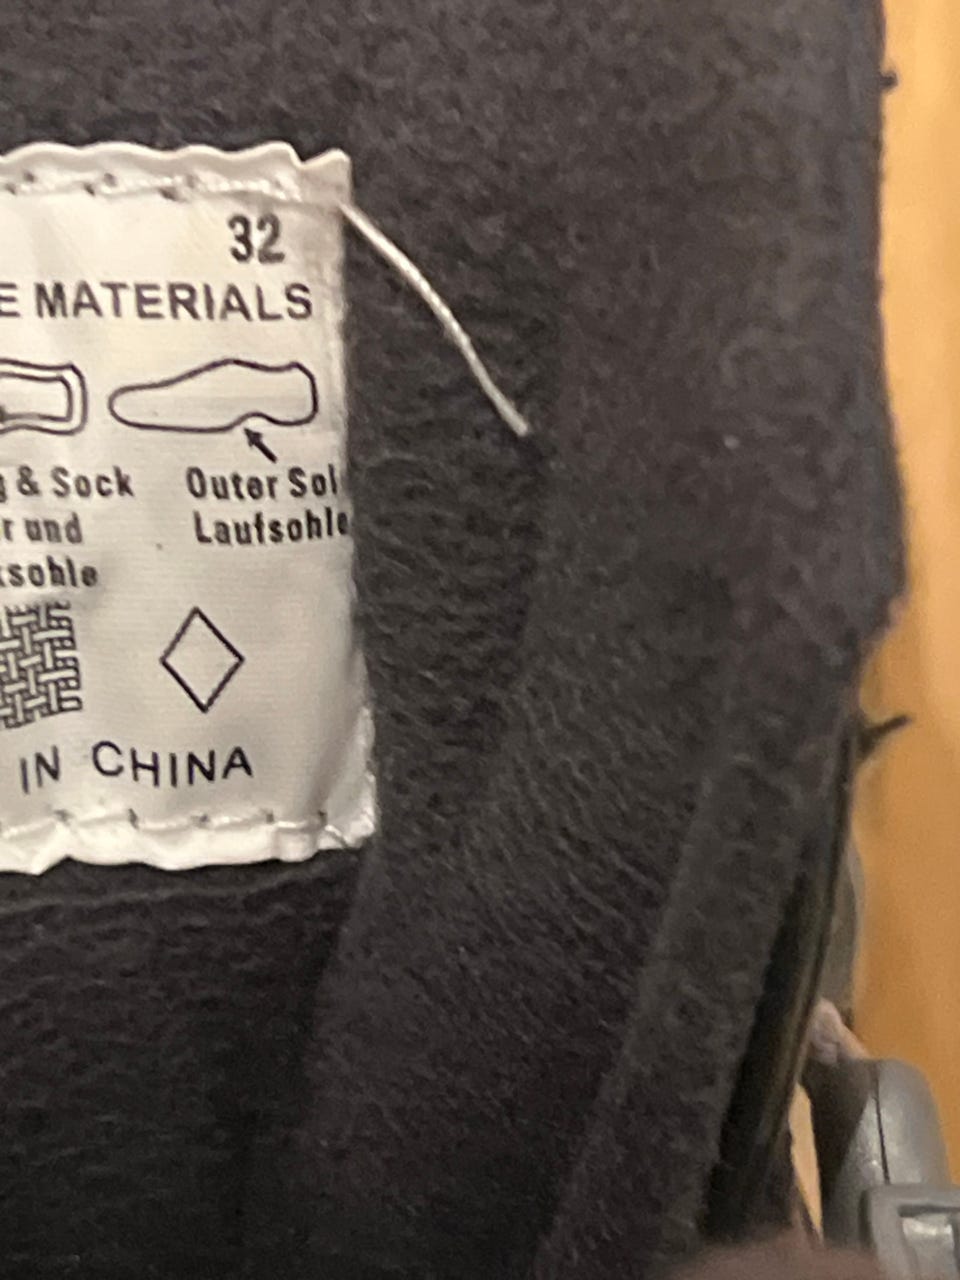 32
E MATERIALS
& Sock Outer Sol
r und Laufsohle
sohle
IN CHINA